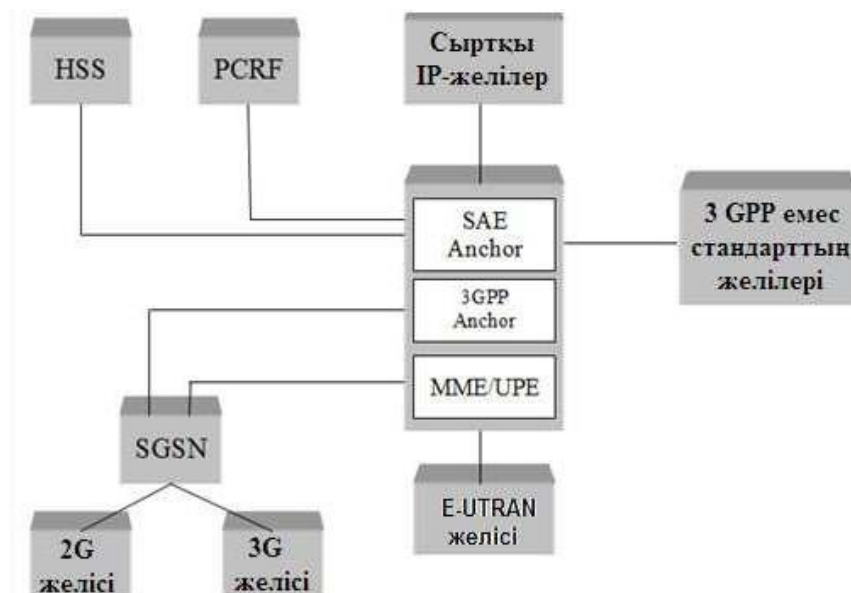 HSS
PCRF
Сыртқы
IP-желілер
SAE
Anchor
3 GPP емес
стандарттың
желілері
3GPP
Anchor
MME/UPE
SGSN
E-UTRAN
желісі
2G
желісі
3G
желісі